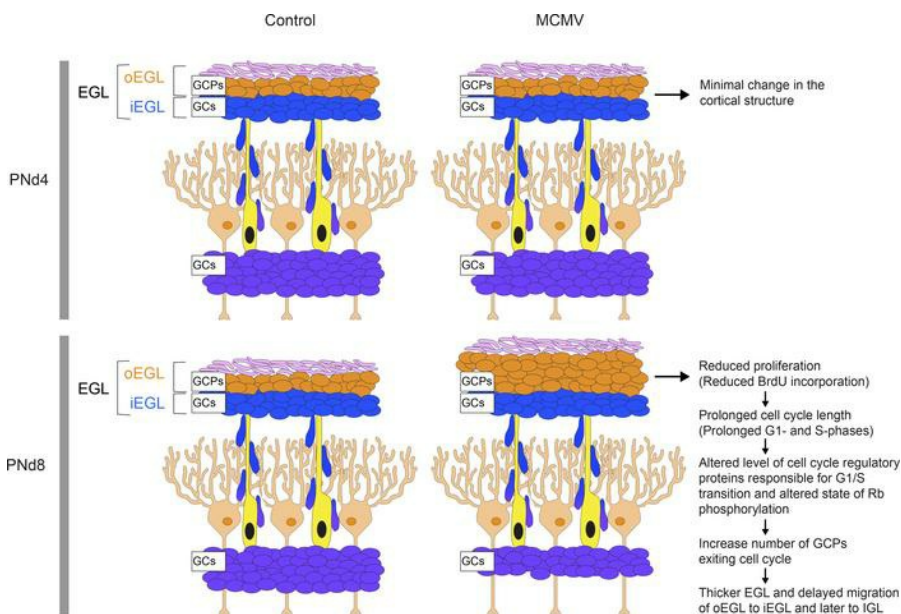 Control
MCMV
PNd4
EGL
oEGL
iEGL
GCPs
GCs
GCs
GCPs
GCs
GCs
Minimal change in the
cortical structure
PNd8
EGL
oEGL
iEGL
GCPs
GCs
GCs
GCPs
GCs
GCs
Reduced proliferation
(Reduced BrdU incorporation)
Prolonged cell cycle length
(Prolonged G1- and S-phases)
Altered level of cell cycle regulatory
proteins responsible for G1/S
transition and altered state of Rb
phosphorylation
Increase number of GCPs
exiting cell cycle
Thicker EGL and delayed migration
of oEGL to iEGL and later to IGL